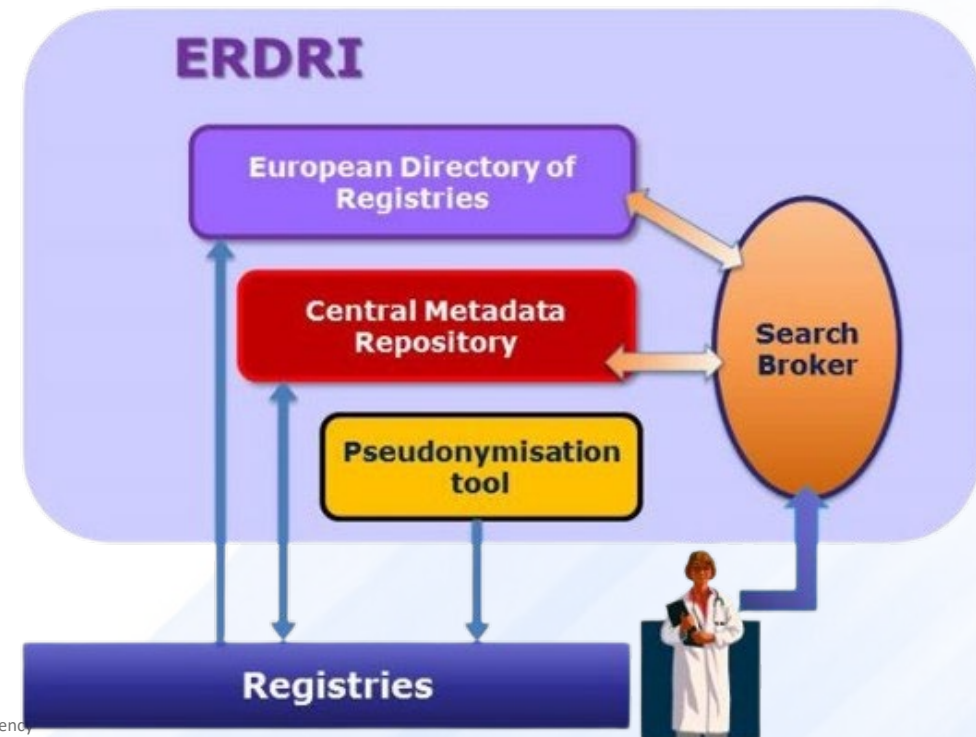 ERDRI
European Directory of
Registries
Central Metadata
Repository
Search
Broker
Pseudonymisation
tool
Registries